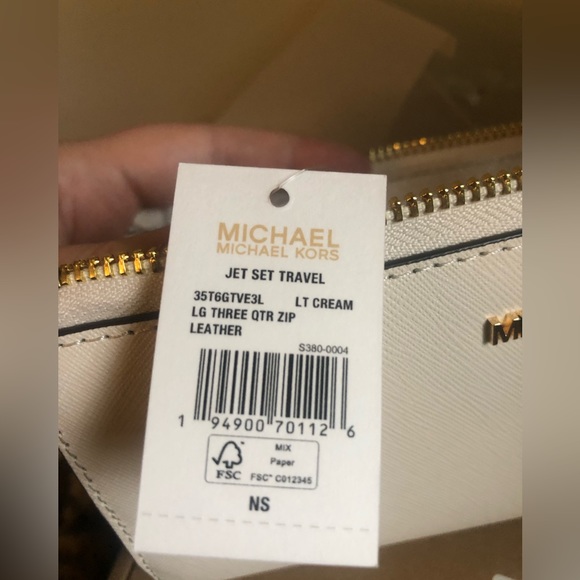 MICHAEL
MICHAEL KORS
JET SET TRAVEL
35T6GTVE3L LT CREAM
LG THREE QTR ZIP
LEATHER
S380-0004
1 94900 70112 6
FSC
MIX
Paper
FSC® C012345
NS